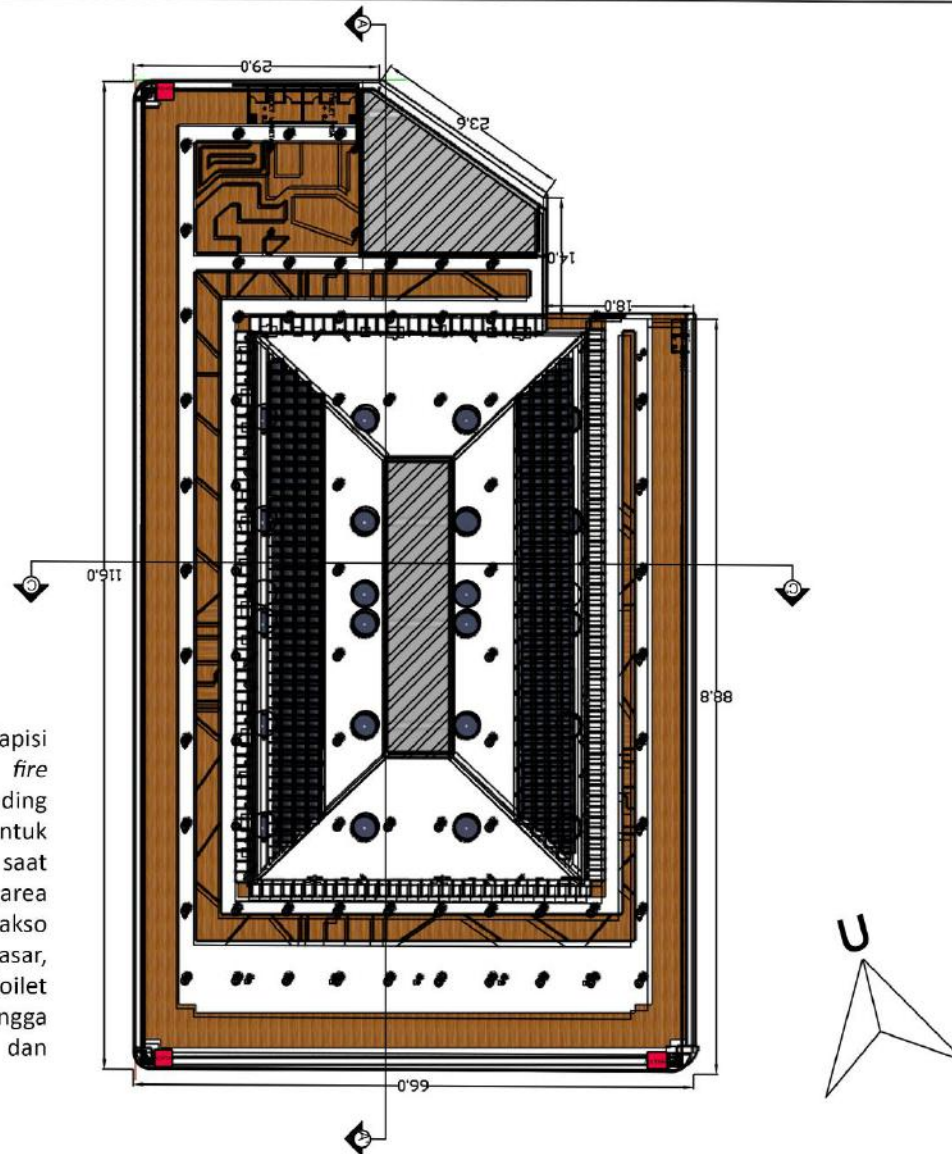 A
29.0
23.6
14.0
18.0
116.0
C
C'
88.8
apisi
fire
ding
ntuk
saat
area
akso
asar,
oilet
ngga
dan
U
66.0
A'